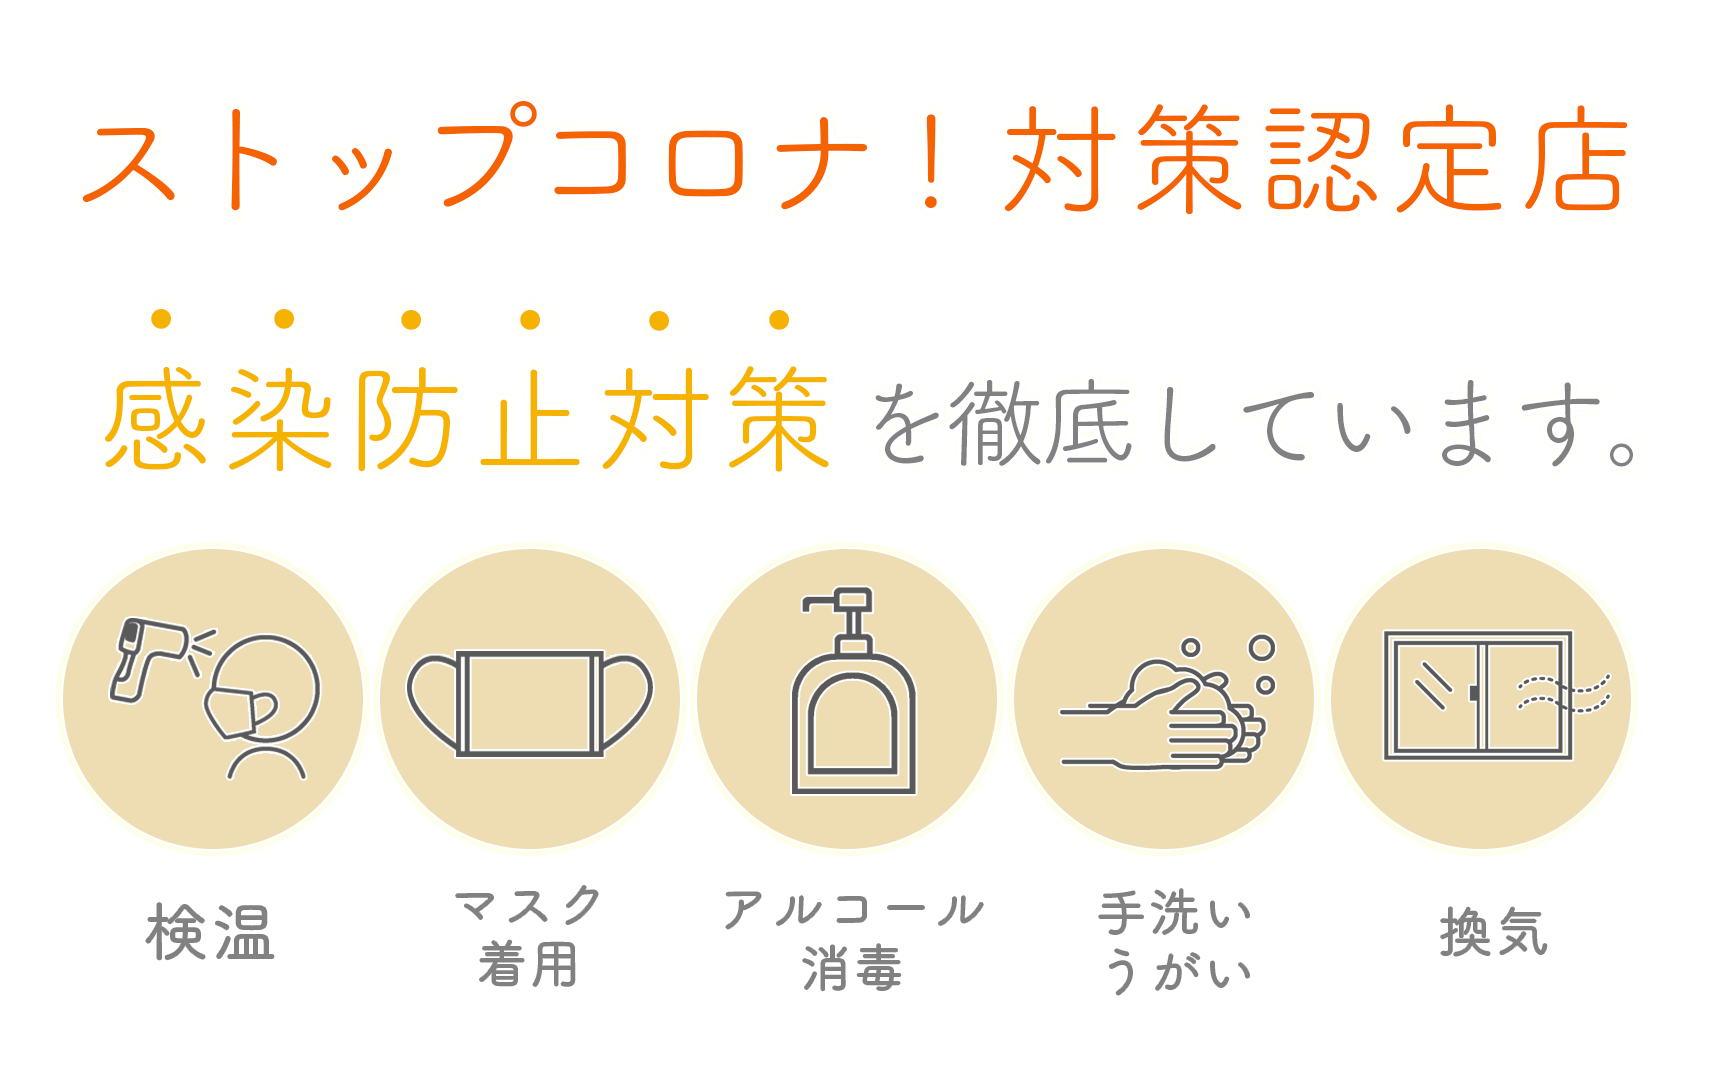 ストップコロナ！対策認定店
感染防止対策を徹底しています。
検温
マスク
着用
アルコール
消毒
手洗い
うがい
換気